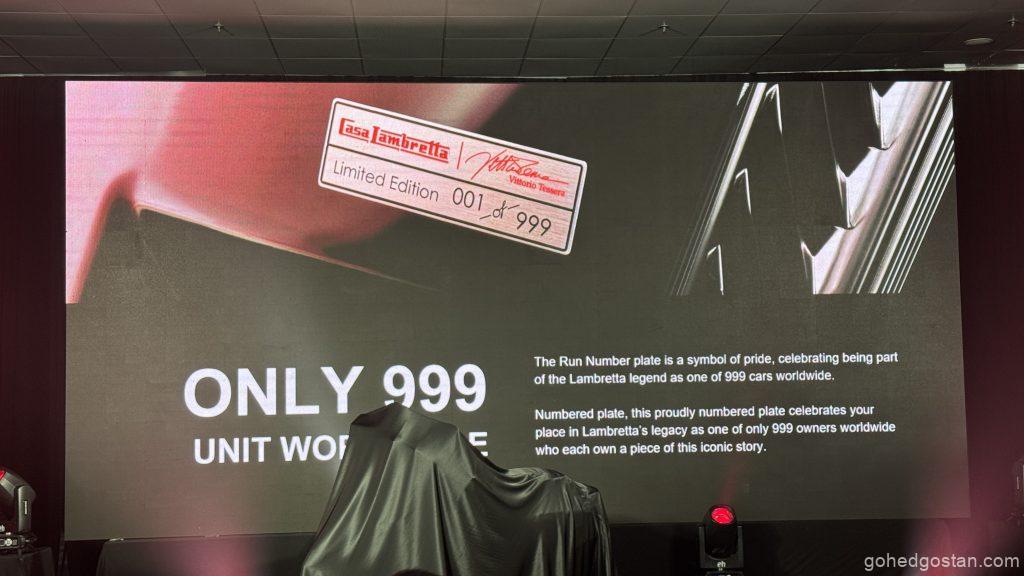 Casa Lambretta
Vittorio Tessera
Limited Edition 001 of 999
ONLY 999
UNIT
The Run Number plate is a symbol of pride, celebrating being part
of the Lambretta legend as one of 999 cars worldwide.
Numbered plate, this proudly numbered plate celebrates your
place in Lambretta's legacy as one of only 999 owners worldwide
who each own a piece of this iconic story.
gohedgostan.com